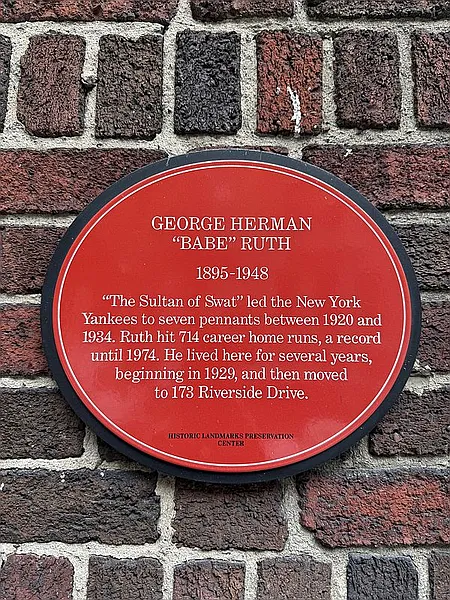 GEORGE HERMAN
“BABE” RUTH
1895-1948
“The Sultan of Swat” led the New York
Yankees to seven pennants between 1920 and
1934. Ruth hit 714 career home runs, a record
until 1974. He lived here for several years,
beginning in 1929, and then moved
to 173 Riverside Drive.
HISTORIC LANDMARKS PRESERVATION
CENTER